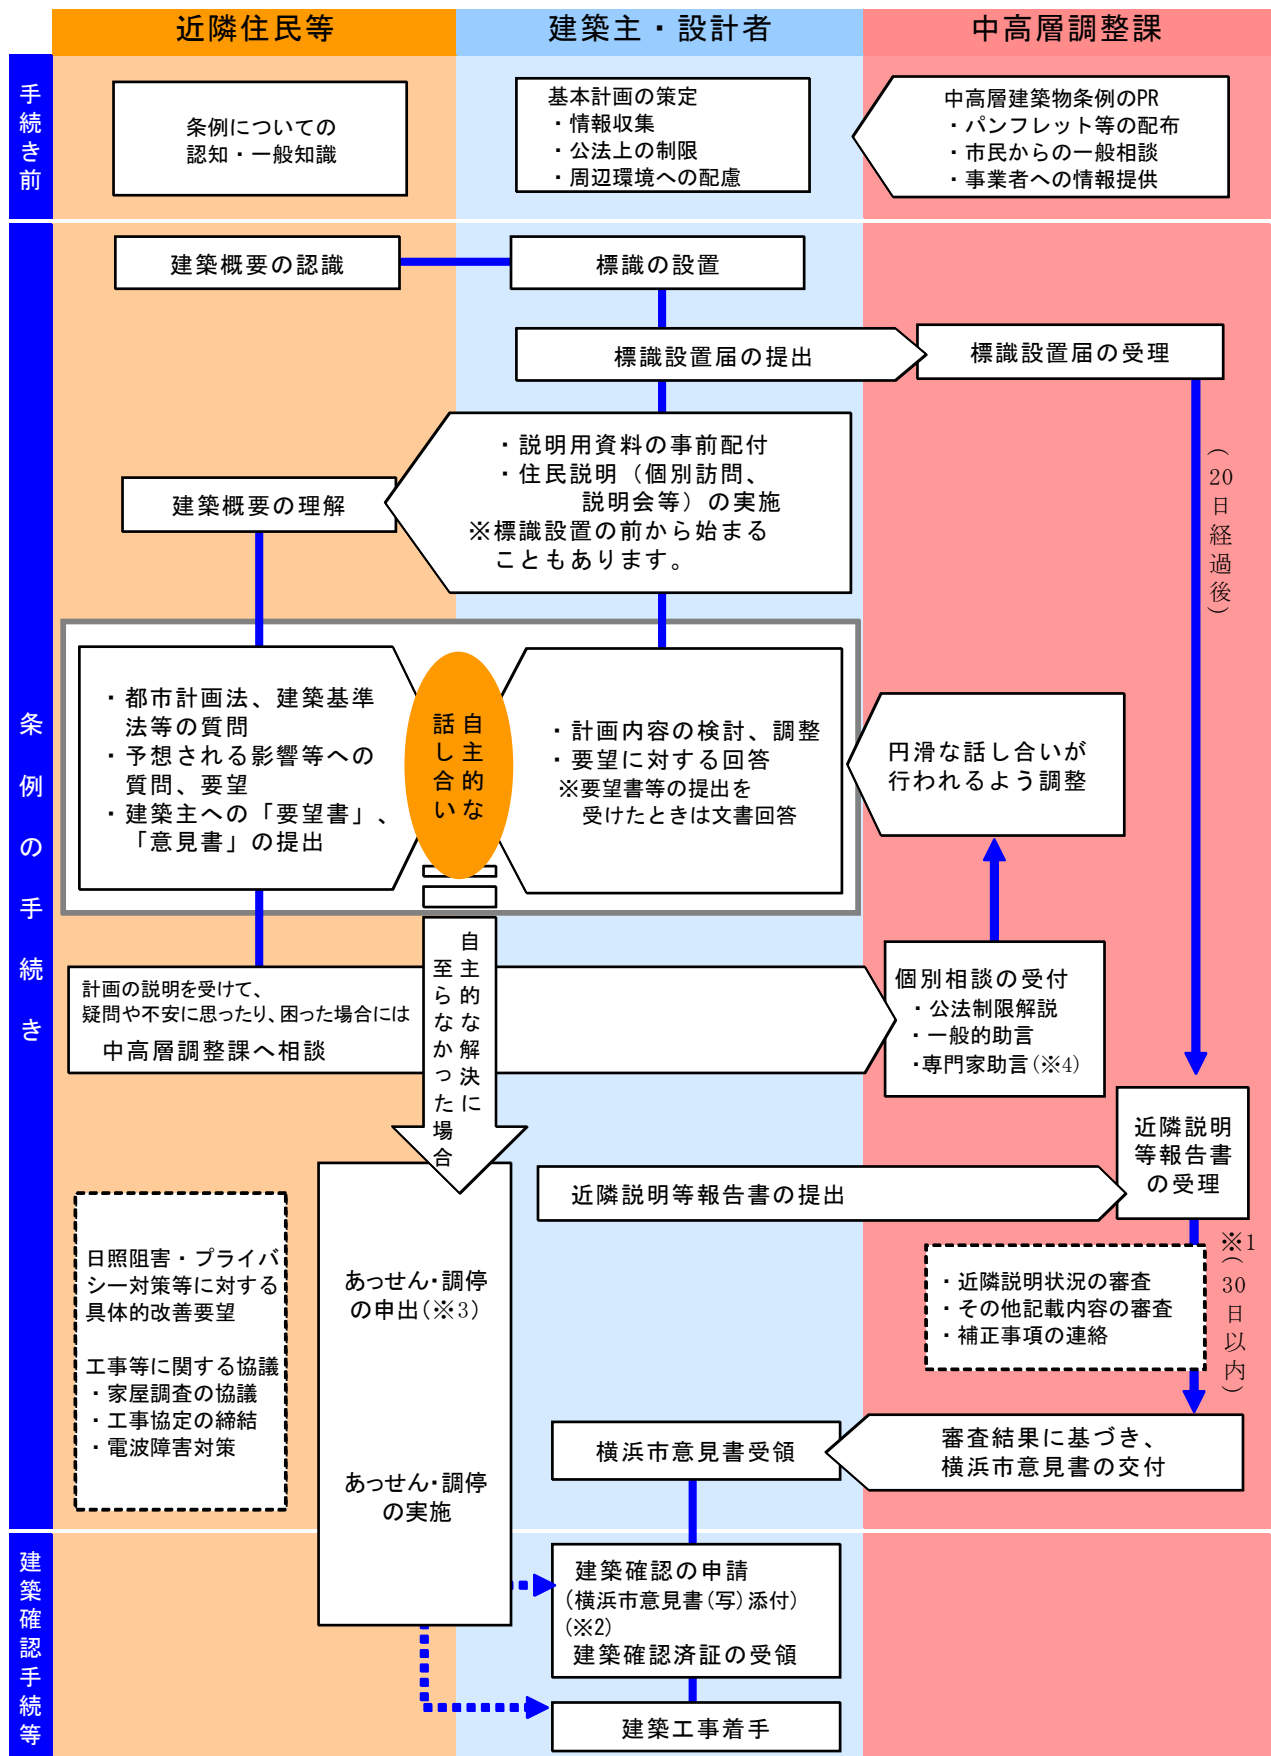 近隣住民等
建築主・設計者
中高層調整課
手続き前
条例についての
認知・一般知識
基本計画の策定
・情報収集
・公法上の制限
・周辺環境への配慮
中高層建築物条例のPR
・パンフレット等の配布
・市民からの一般相談
・事業者への情報提供
条例の手続き
建築概要の認識
標識の設置
標識設置届の提出
標識設置届の受理
(20日経過後)
・説明用資料の事前配付
・住民説明（個別訪問、
説明会等）の実施
※標識設置の前から始まる
こともあります。
建築概要の理解
・都市計画法、建築基準
法等の質問
・予想される影響等への
質問、要望
・建築主への「要望書」、
「意見書」の提出
自主的な
話し合い
・計画内容の検討、調整
・要望に対する回答
※要望書等の提出を
受けたときは文書回答
円滑な話し合いが
行われるよう調整
自主的な解決に
至らなかった場合
計画の説明を受けて、
疑問や不安に思ったり、困った場合には
中高層調整課へ相談
個別相談の受付
・公法制限解説
・一般的助言
・専門家助言(※4)
近隣説明等報告書の提出
近隣説明
等報告書
の受理
※1
(30日以内)
・近隣説明状況の審査
・その他記載内容の審査
・補正事項の連絡
日照阻害・プライバ
シー対策等に対する
具体的改善要望
工事等に関する協議
・家屋調査の協議
・工事協定の締結
・電波障害対策
あっせん・調停
の申出(※3)
あっせん・調停
の実施
横浜市意見書受領
審査結果に基づき、
横浜市意見書の交付
建築確認手続等
建築確認の申請
(横浜市意見書(写)添付)
(※2)
建築確認済証の受領
建築工事着手